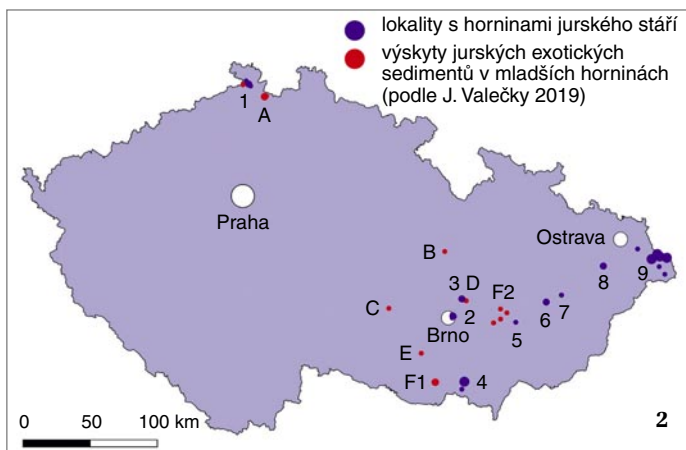 lokality s horninami jurského stáří
výskyty jurských exotických
sedimentů v mladších horninách
(podle J. Valečky 2019)
1
A
Praha
Ostrava
B
9
8
3 D
F2
C
2
7
6
Brno
5
E
F1
4
0 50 100 km
2